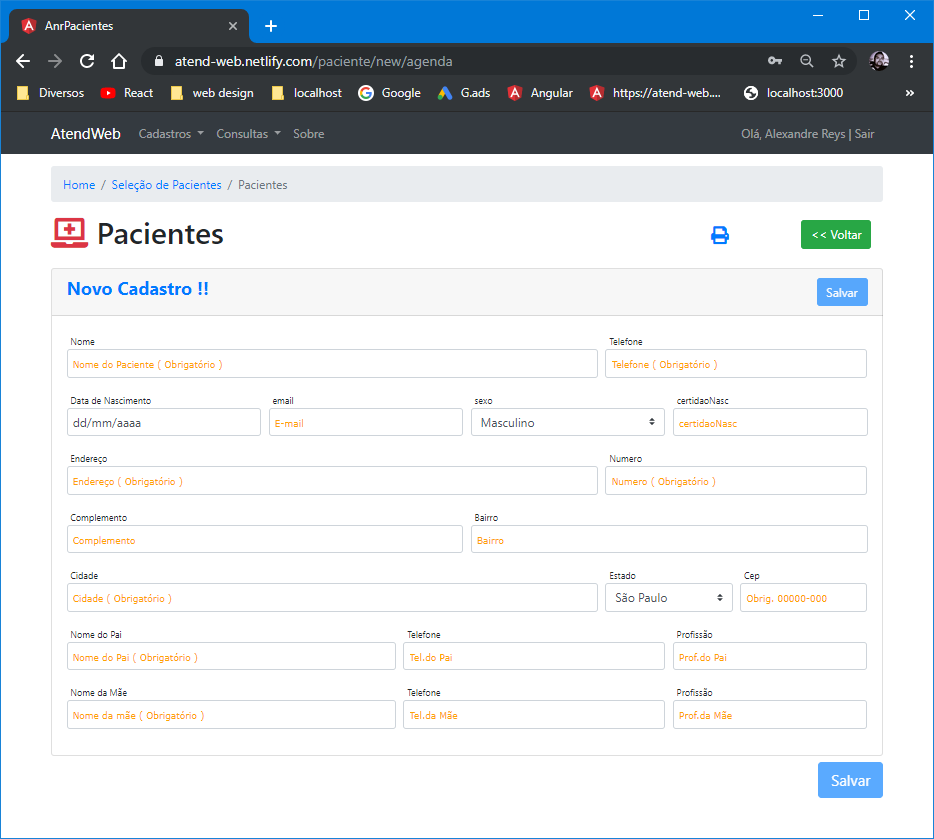 AnrPacientes
atend-web.netlify.com/paciente/new/agenda
Diversos React web design localhost Google G.ads Angular https://atend-web.... localhost:3000 »
AtendWeb Cadastros Consultas Sobre Olá, Alexandre Reys | Sair
Home / Seleção de Pacientes / Pacientes
Pacientes << Voltar
Novo Cadastro !! Salvar
Nome Telefone
Nome do Paciente ( Obrigatório ) Telefone ( Obrigatório )
Data de Nascimento email sexo certidaoNasc
dd/mm/aaaa E-mail Masculino certidaoNasc
Endereço Numero
Endereço ( Obrigatório ) Numero ( Obrigatório )
Complemento Bairro
Complemento Bairro
Cidade Estado Cep
Cidade ( Obrigatório ) São Paulo Obrig. 00000-000
Nome do Pai Telefone Profissão
Nome do Pai ( Obrigatório ) Tel.do Pai Prof.do Pai
Nome da Mãe Telefone Profissão
Nome da mãe ( Obrigatório ) Tel.da Mãe Prof.da Mãe
Salvar